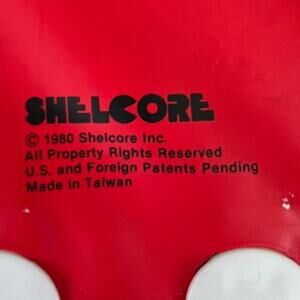 SHELCORE
© 1980 Shelcore Inc.
All Property Rights Reserved
U.S. and Foreign Patents Pending
Made in Taiwan